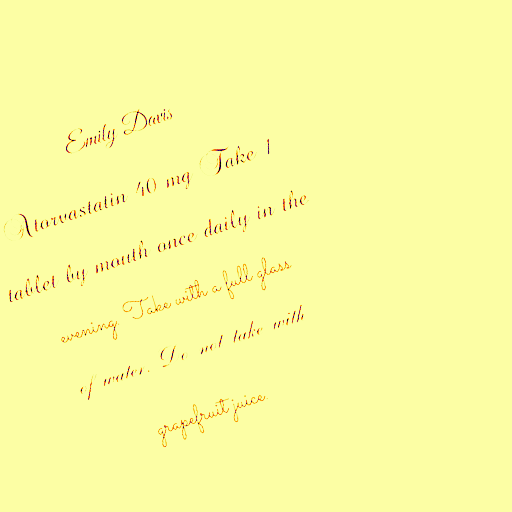 Emily Davis
Atorvastatin 40 mg Take 1
tablet by mouth once daily in the
evening Take with a full glass
of water. Do not take with
grapefruit juice.